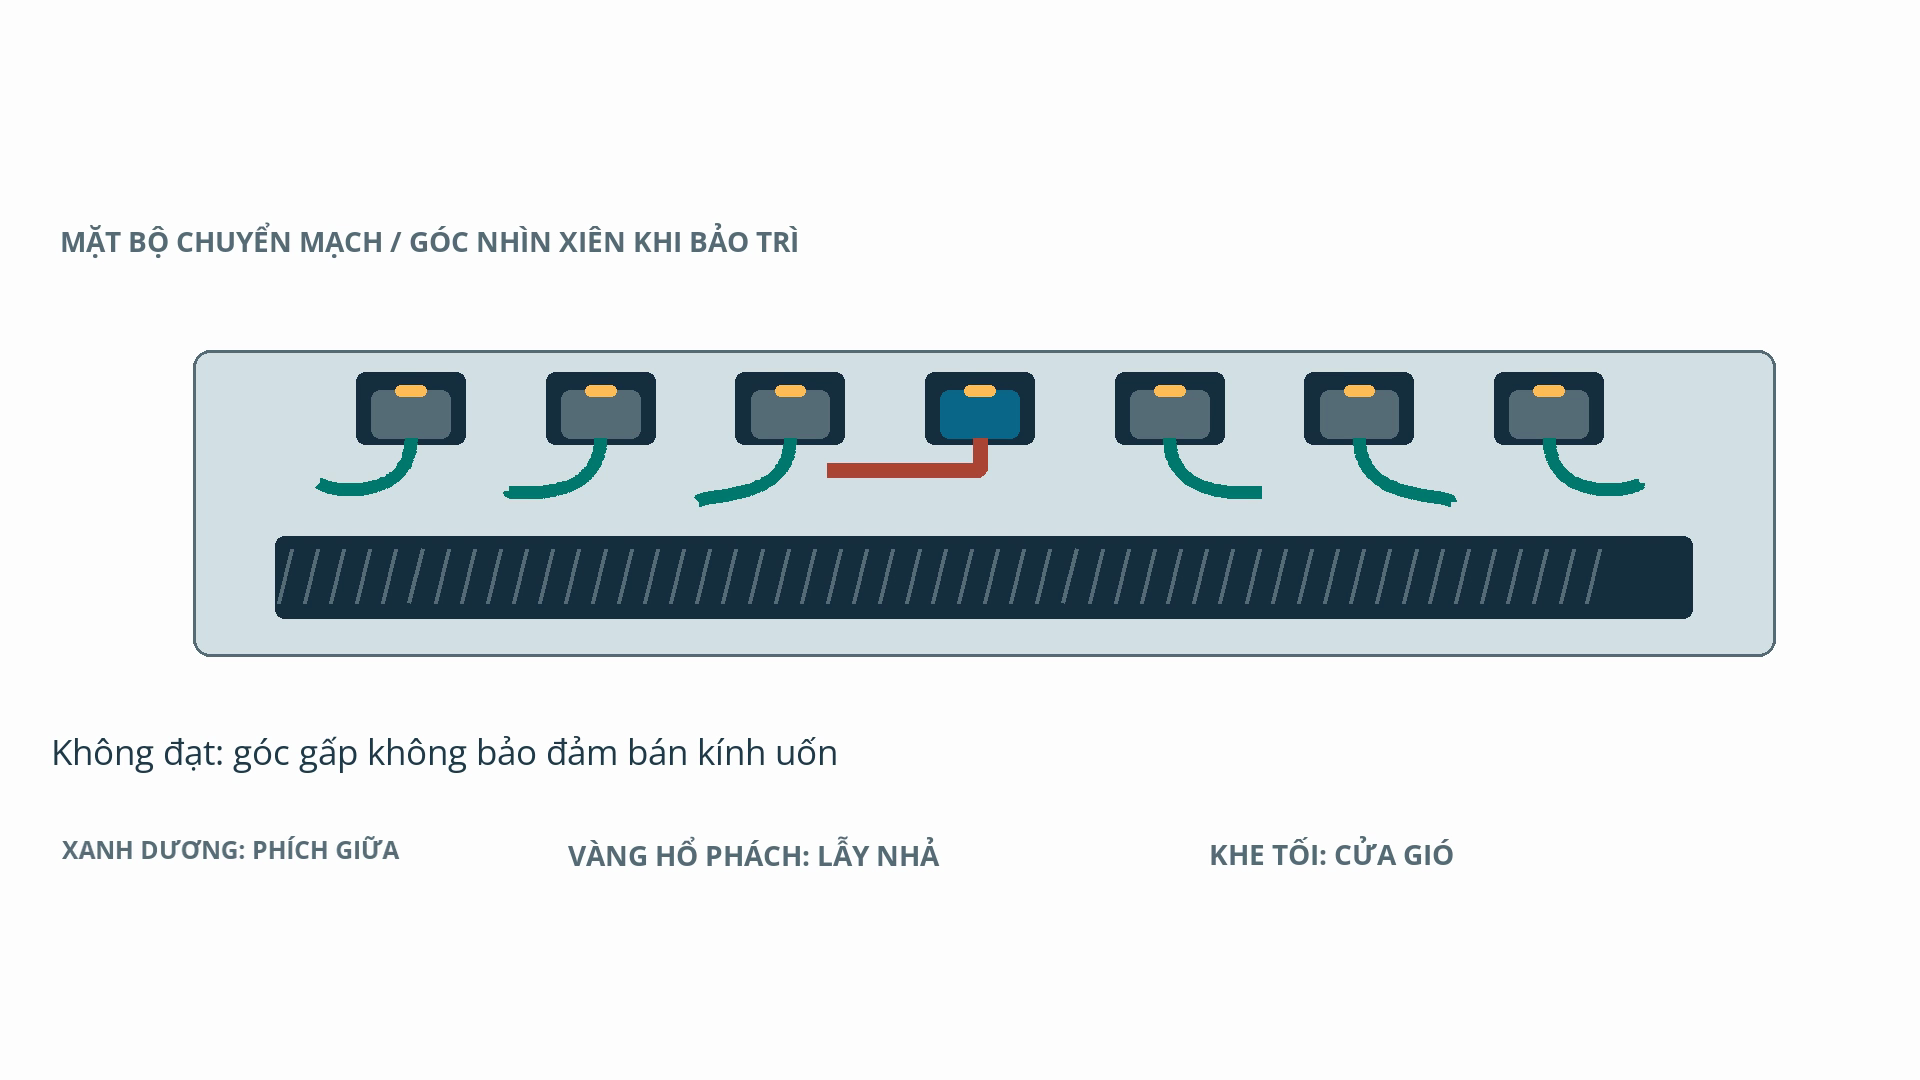 MẶT BỘ CHUYỂN MẠCH / GÓC NHÌN XIÊN KHI BẢO TRÌ
Không đạt: góc gấp không bảo đảm bán kính uốn
XANH DƯƠNG: PHÍCH GIỮA
VÀNG HỔ PHÁCH: LẪY NHẢ
KHE TỐI: CỬA GIÓ